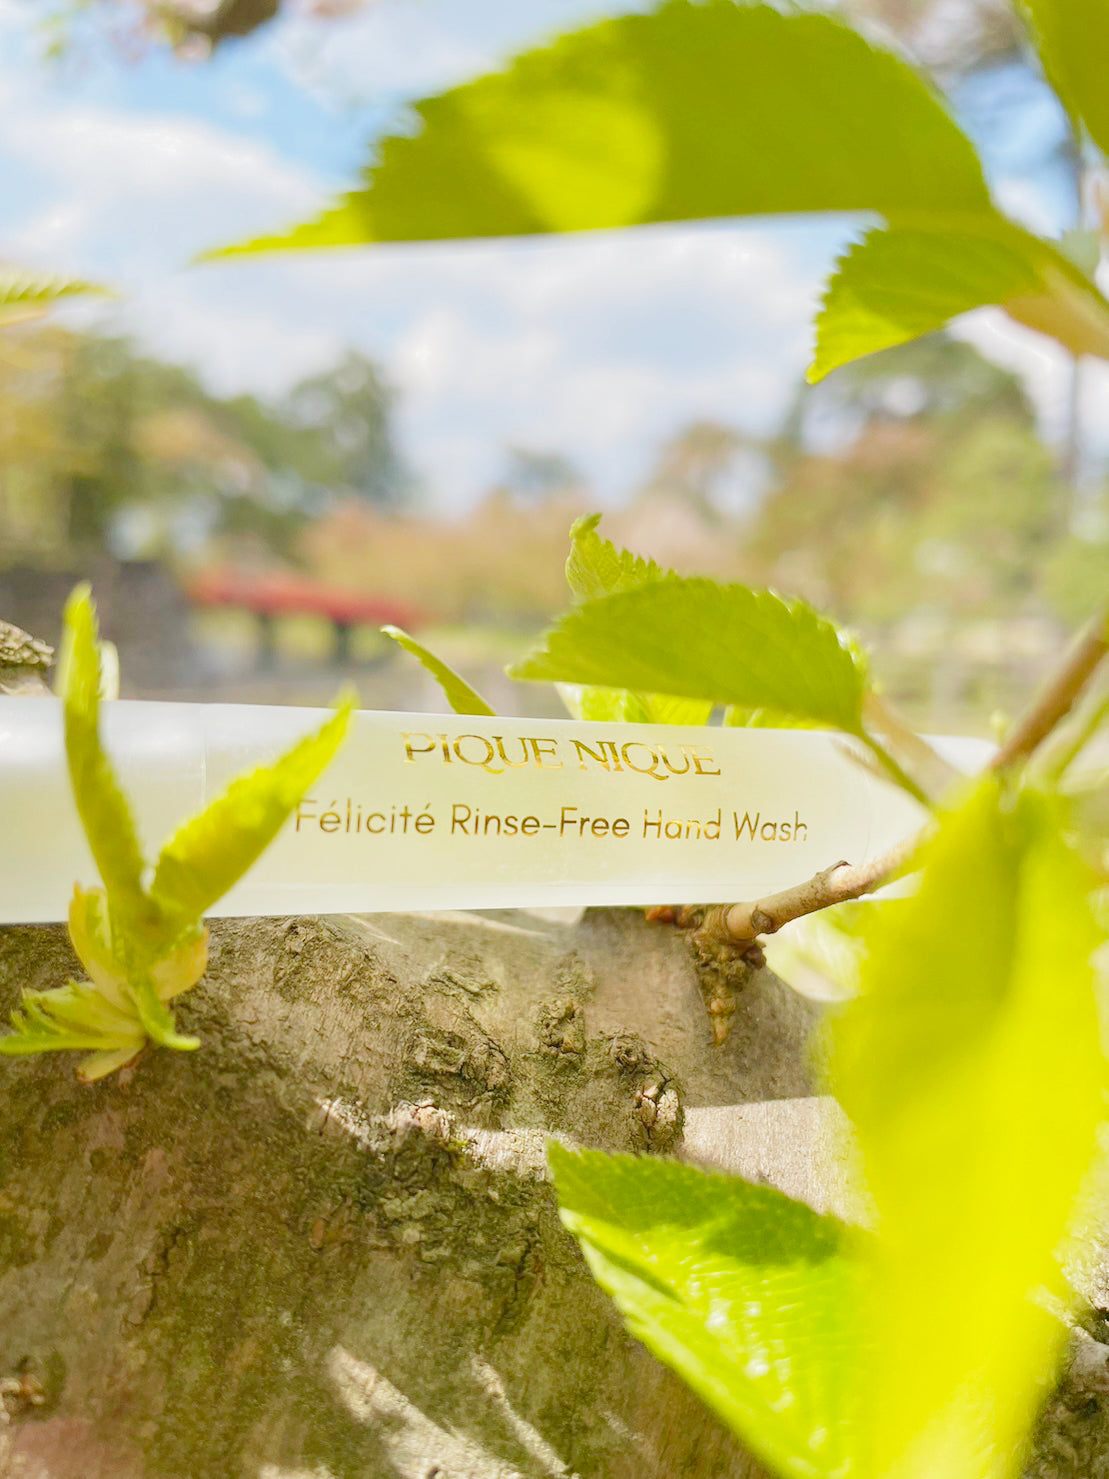 PIQUE NIQUE
Félicité Rinse-Free Hand Wash